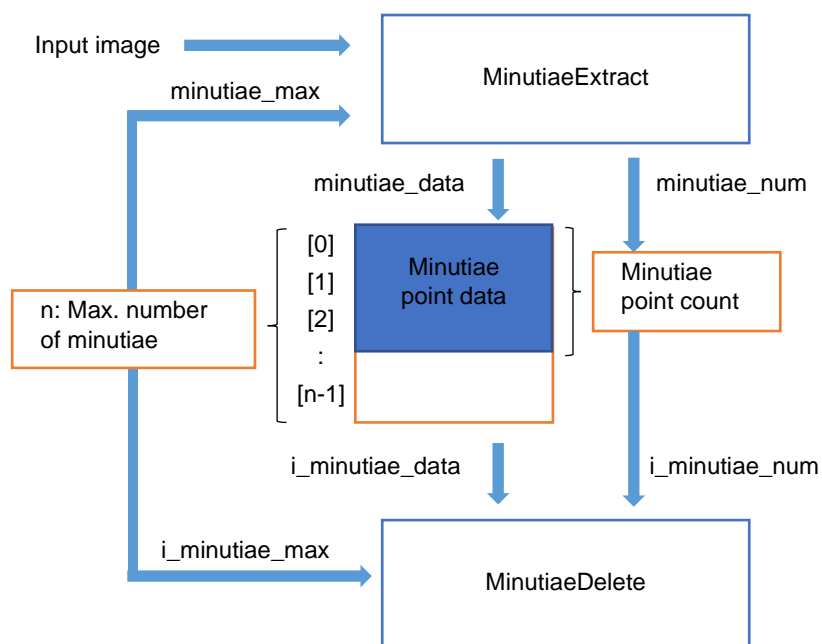 Input image
MinutiaeExtract
minutiae_max
minutiae_data
minutiae_num
[0]
[1]
[2]
:
[n-1]
Minutiae
point data
Minutiae
point count
n: Max. number
of minutiae
i_minutiae_data
i_minutiae_num
i_minutiae_max
MinutiaeDelete